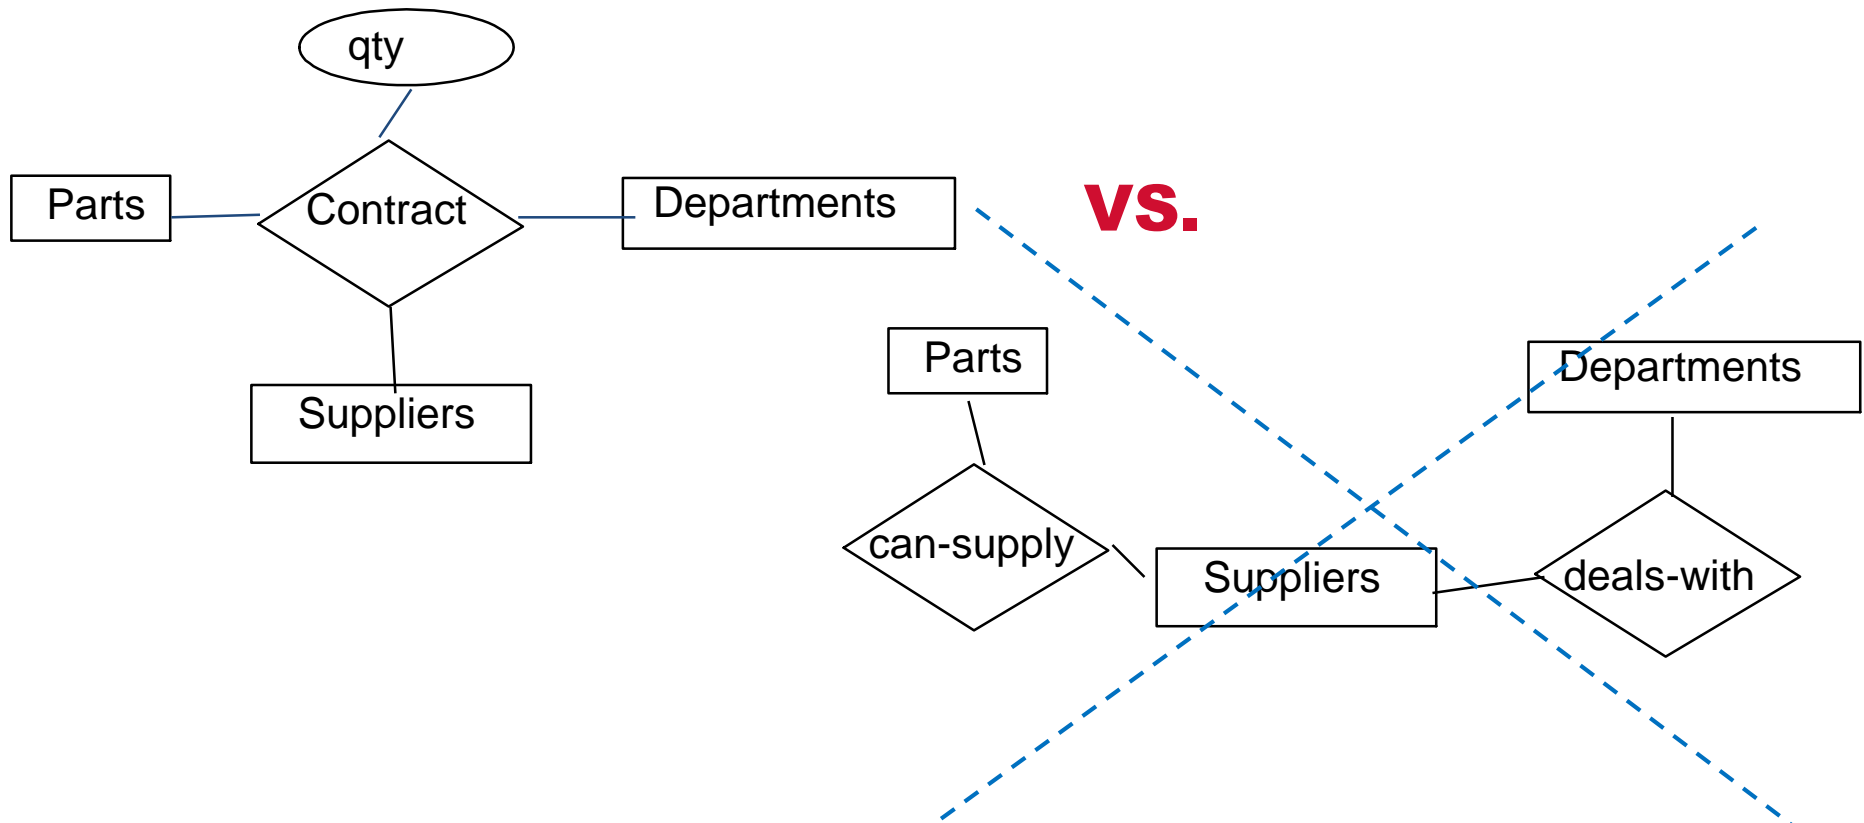 qty
Parts
Contract
Departments
Suppliers
vs.
Parts
Departments
can-supply
Suppliers
deals-with